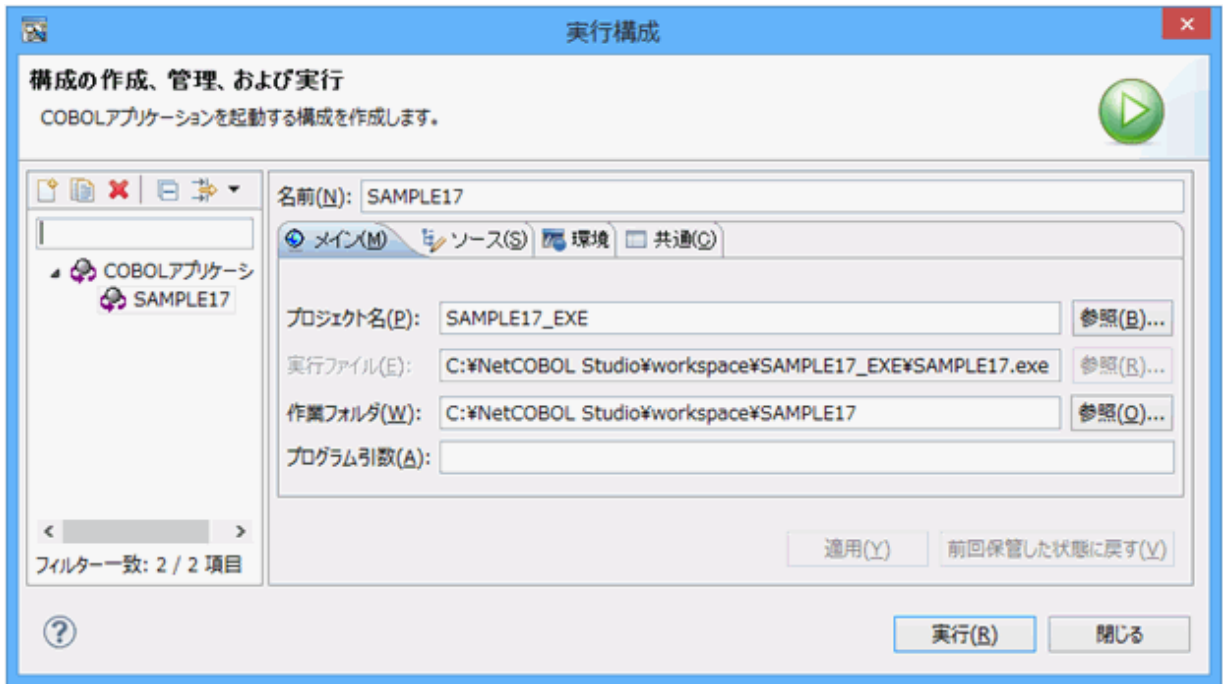 実行構成
構成の作成、管理、および実行
COBOLアプリケーションを起動する構成を作成します。
名前(N): SAMPLE17
メイン(M) ソース(S) 環境 共通(C)
COBOLアプリケーシ
SAMPLE17
プロジェクト名(P): SAMPLE17_EXE 参照(B)...
実行ファイル(E): C:¥NetCOBOL Studio¥workspace¥SAMPLE17_EXE¥SAMPLE17.exe 参照(R)...
作業フォルダ(W): C:¥NetCOBOL Studio¥workspace¥SAMPLE17 参照(O)...
プログラム引数(A):
フィルター一致: 2 / 2 項目
適用(Y) 前回保管した状態に戻す(V)
実行(R) 閉じる